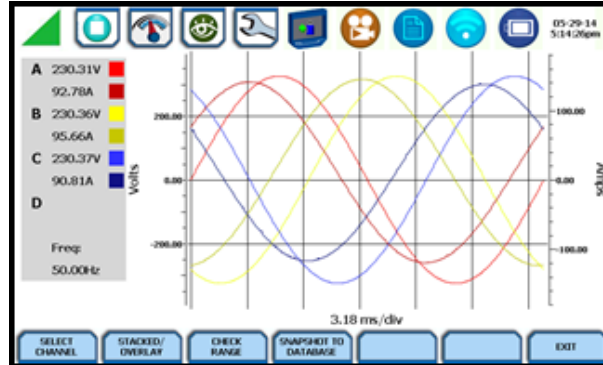 05-29-14
5:14:26pm
A 230.31V
92.78A
B 230.36V
95.66A
C 230.37V
90.81A
D
Freq:
50.00Hz
Volts
200.00
0.00
-200.00
100.00
0.00
-100.00
Amps
3.18 ms/div
SELECT CHANNEL
STACKED/ OVERLAY
CHECK RANGE
SNAPSHOT TO DATABASE
EXIT